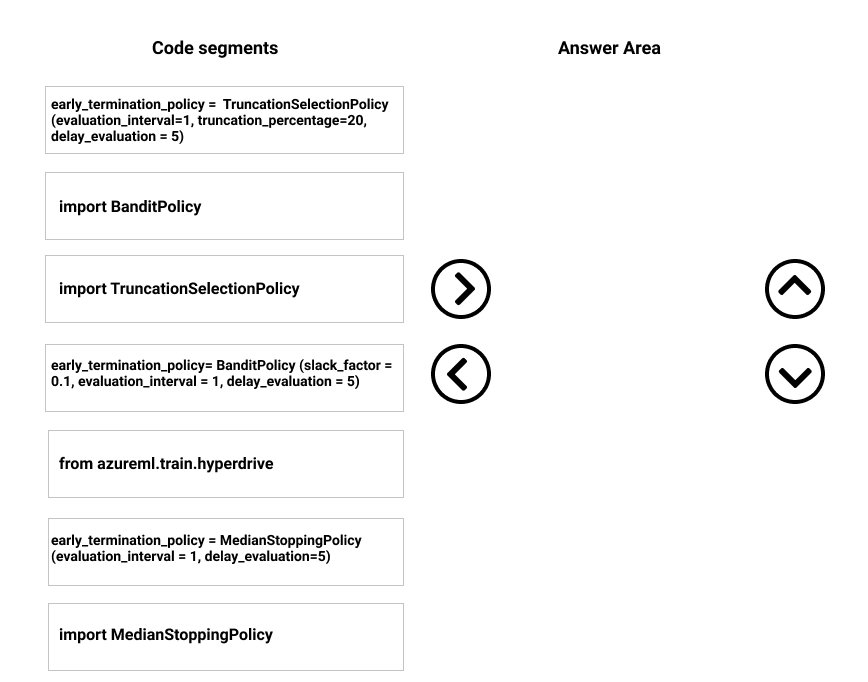 Code segments
Answer Area
early_termination_policy =  TruncationSelectionPolicy
(evaluation_interval=1, truncation_percentage=20,
delay_evaluation = 5)
import BanditPolicy
import TruncationSelectionPolicy
early_termination_policy= BanditPolicy (slack_factor =
0.1, evaluation_interval = 1, delay_evaluation = 5)
from azureml.train.hyperdrive
early_termination_policy = MedianStoppingPolicy
(evaluation_interval = 1, delay_evaluation=5)
import MedianStoppingPolicy